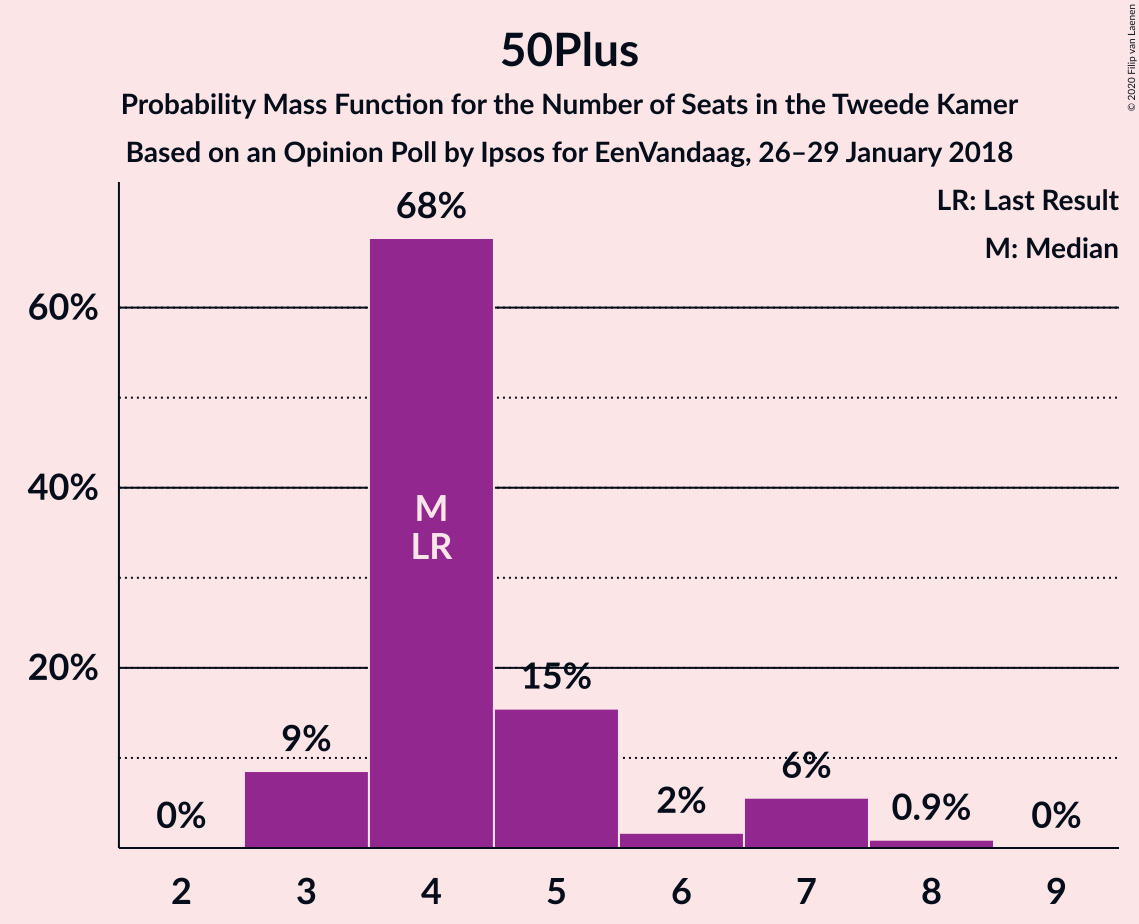 50Plus
Probability Mass Function for the Number of Seats in the Tweede Kamer
Based on an Opinion Poll by Ipsos for EenVandaag, 26–29 January 2018
© 2020 Filip van Laenen
LR: Last Result
M: Median
68%
60%
40%
M
LR
20%
15%
9%
6%
0%
2%
0.9%
0%
2 3 4 5 6 7 8 9